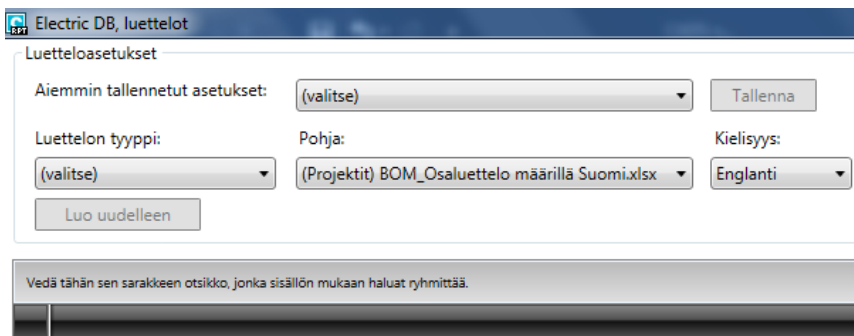 RPT Electric DB, luettelot
Luetteloasetukset
Aiemmin tallennetut asetukset: (valitse) Tallenna
Luettelon tyyppi: Pohja: Kielisyys:
(valitse) (Projektit) BOM_Osaluettelo määrillä Suomi.xlsx Englanti
Luo uudelleen
Vedä tähän sen sarakkeen otsikko, jonka sisällön mukaan haluat ryhmittää.